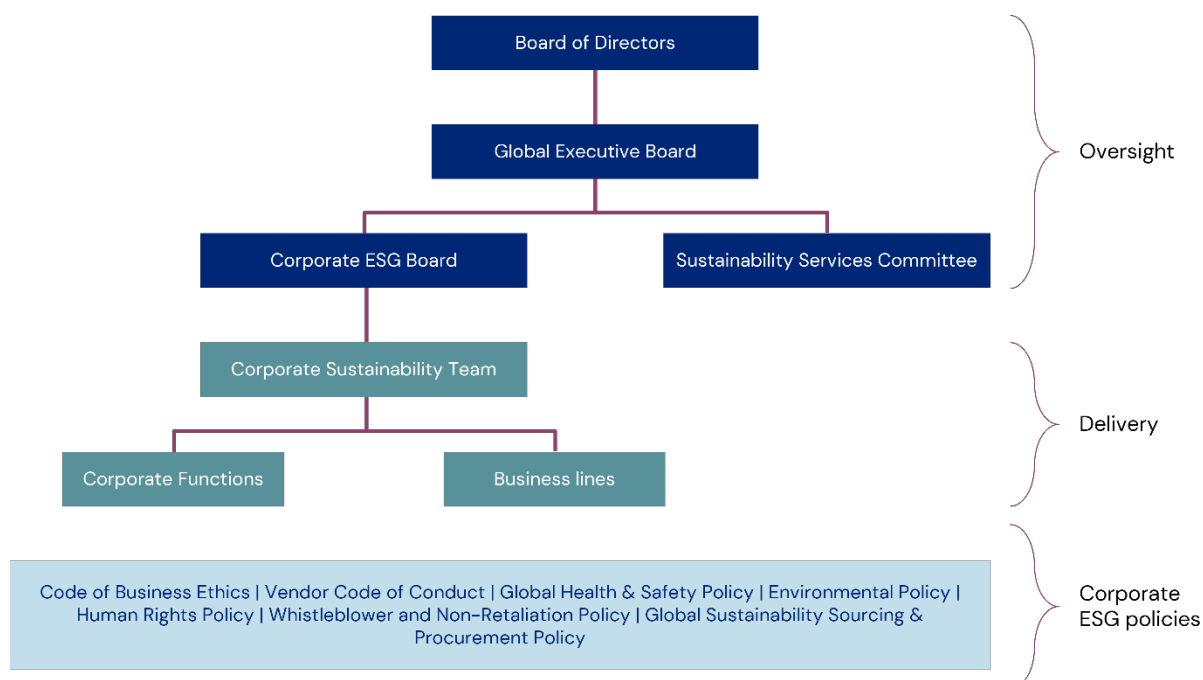 Board of Directors
Global Executive Board
Oversight
Corporate ESG Board
Sustainability Services Committee
Corporate Sustainability Team
Delivery
Corporate Functions
Business lines
Code of Business Ethics | Vendor Code of Conduct | Global Health & Safety Policy | Environmental Policy |
Human Rights Policy | Whistleblower and Non-Retaliation Policy | Global Sustainability Sourcing &
Procurement Policy
Corporate
ESG policies